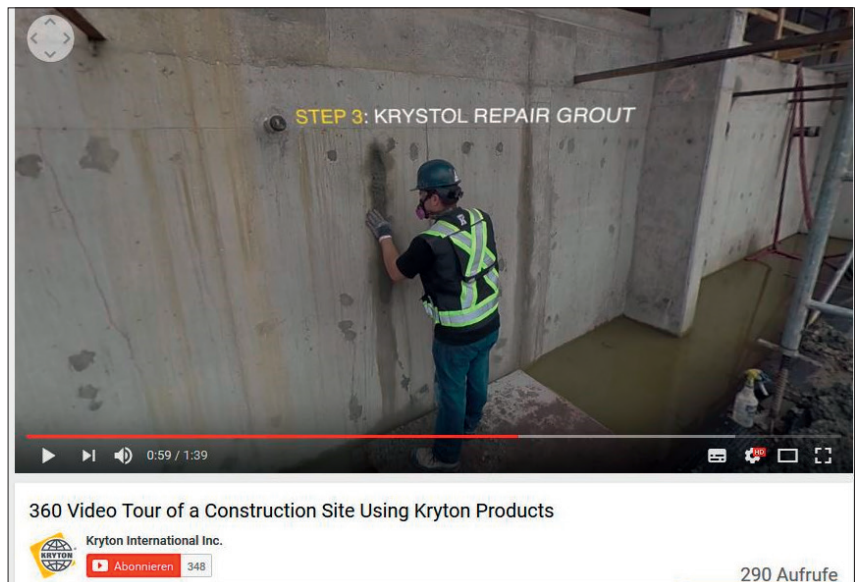 STEP 3: KRYSTOL REPAIR GROUT
0:59 / 1:39
HD
360 Video Tour of a Construction Site Using Kryton Products
KRYTON
Kryton International Inc.
Abonnieren 348
290 Aufrufe